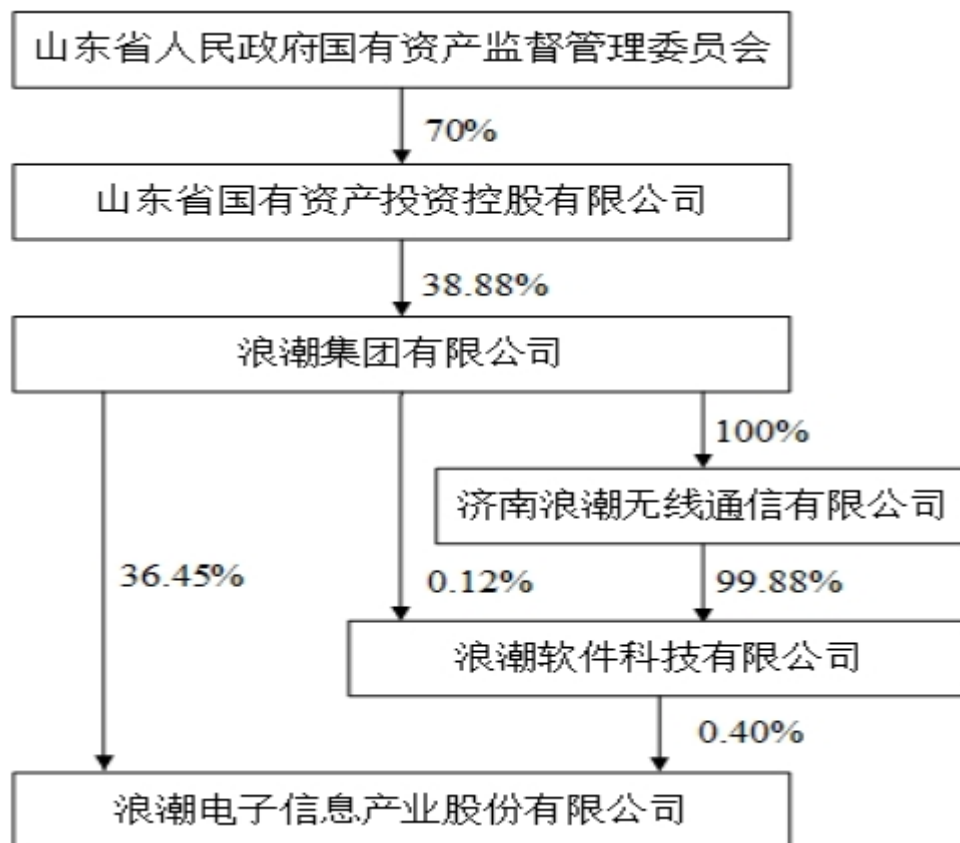 山东省人民政府国有资产监督管理委员会
70%
山东省国有资产投资控股有限公司
38.88%
浪潮集团有限公司
100%
济南浪潮无线通信有限公司
36.45%
0.12%
99.88%
浪潮软件科技有限公司
0.40%
浪潮电子信息产业股份有限公司